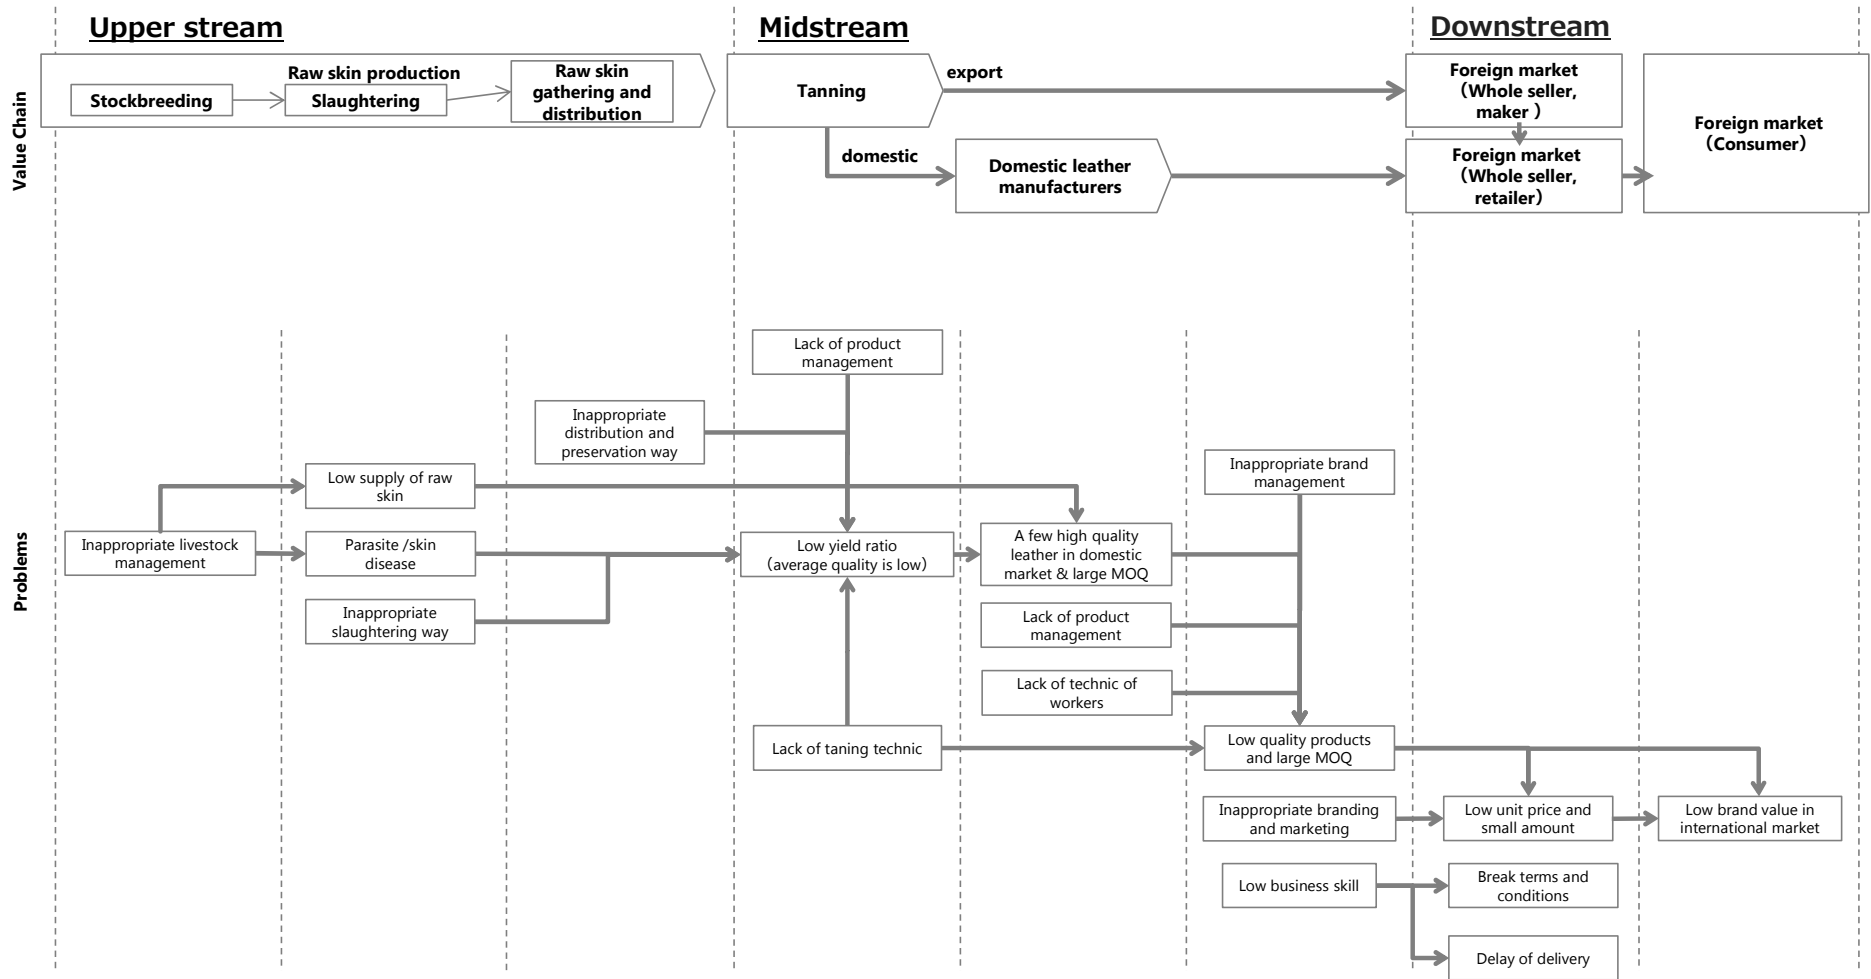 Upper stream
Midstream
Downstream
Value Chain
Raw skin production
Stockbreeding
Slaughtering
Raw skin
gathering and
distribution
Tanning
export
domestic
Domestic leather
manufacturers
Foreign market
（Whole seller,
maker ）
Foreign market
（Whole seller,
retailer）
Foreign market
（Consumer）
Problems
Lack of product
management
Inappropriate
distribution and
preservation way
Low supply of raw
skin
Inappropriate brand
management
Inappropriate livestock
management
Parasite /skin
disease
Low yield ratio
（average quality is low）
A few high quality
leather in domestic
market & large MOQ
Inappropriate
slaughtering way
Lack of product
management
Lack of technic of
workers
Lack of taning technic
Low quality products
and large MOQ
Inappropriate branding
and marketing
Low unit price and
small amount
Low brand value in
international market
Low business skill
Break terms and
conditions
Delay of delivery